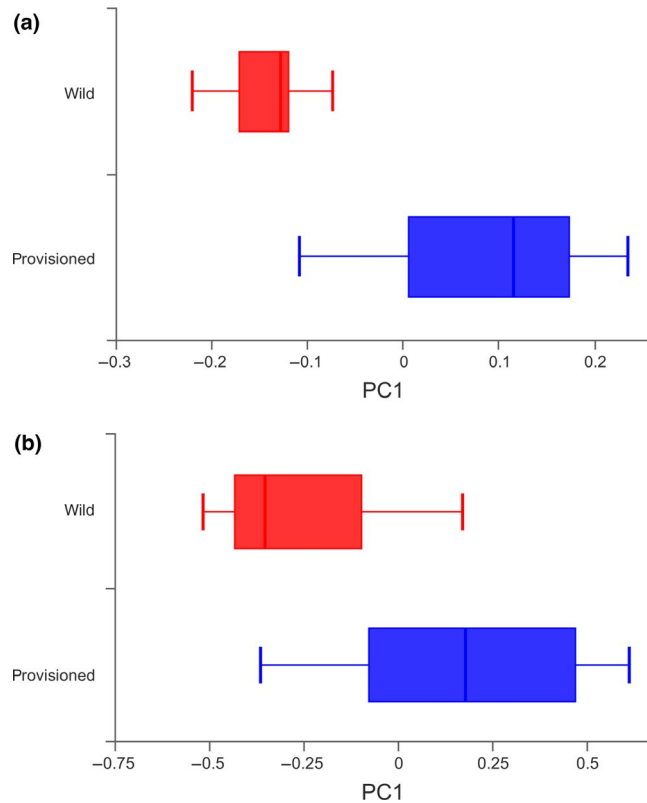 (a)
Wild
Provisioned
–0.3 –0.2 –0.1 0 0.1 0.2
PC1
(b)
Wild
Provisioned
–0.75 –0.5 –0.25 0 0.25 0.5
PC1